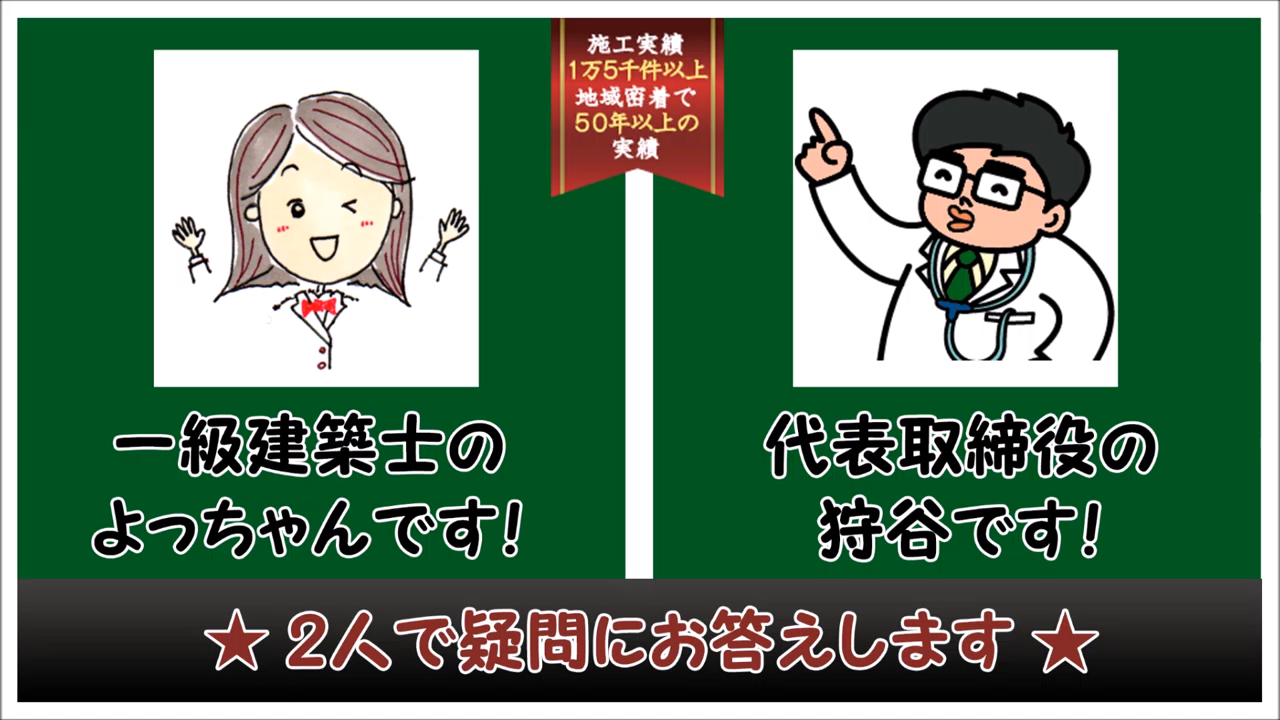 施工実績
1万5千件以上
地域密着で
50年以上の
実績
一級建築士の
よっちゃんです!
代表取締役の
狩谷です!
★ 2人で疑問にお答えします ★